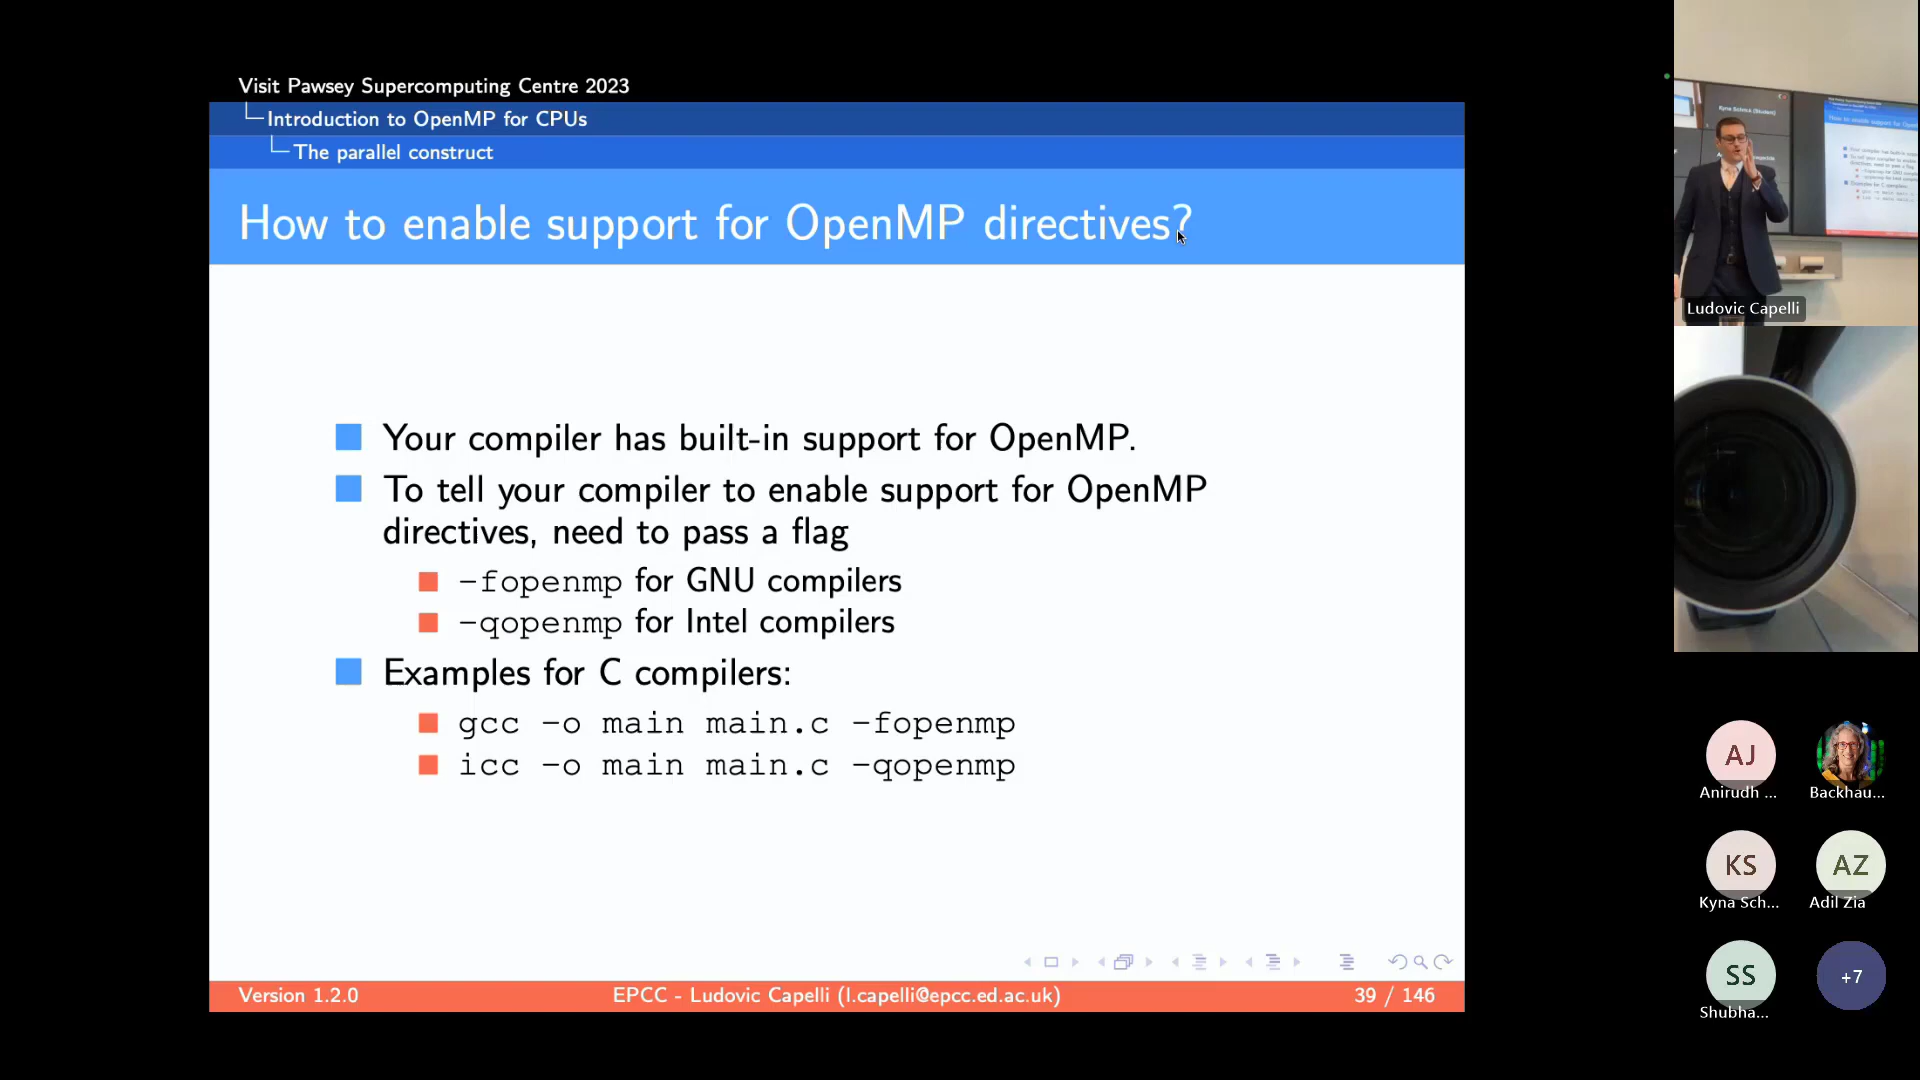 Visit Pawsey Supercomputing Centre 2023
Introduction to OpenMP for CPUs
The parallel construct
How to enable support for OpenMP directives?
Your compiler has built-in support for OpenMP.
To tell your compiler to enable support for OpenMP
directives, need to pass a flag
-fopenmp for GNU compilers
-qopenmp for Intel compilers
Examples for C compilers:
gcc -o main main.c -fopenmp
icc -o main main.c -qopenmp
Version 1.2.0
EPCC - Ludovic Capelli (l.capelli@epcc.ed.ac.uk)
39 / 146
Kyna Schnick (Student)
Ludovic Capelli
AJ
Anirudh ...
Backhau...
KS
Kyna Sch...
AZ
Adil Zia
SS
Shubha...
+7